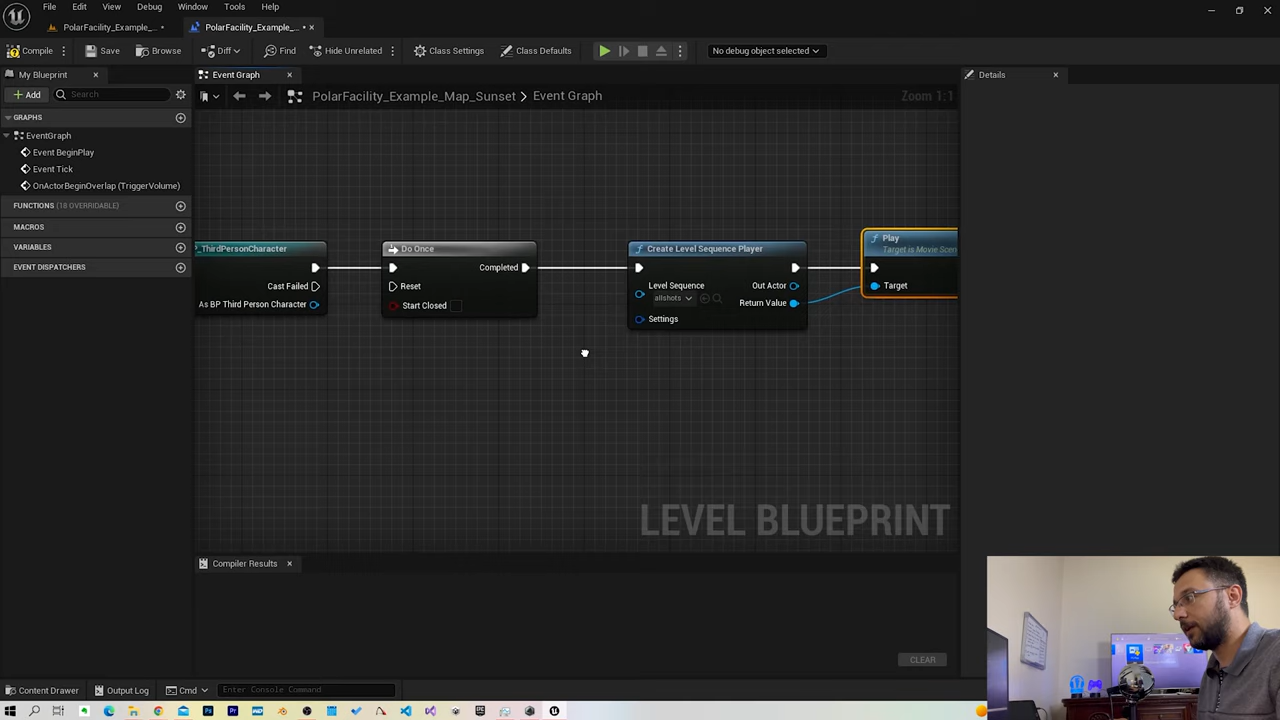 File Edit Asset View Debug Window Tools Help
PolarFacility_Example_... •
PolarFacility_Example_... •
Compile
Save
Browse
Diff
Find
Hide Unrelated
Class Settings
Class Defaults
No debug object selected
My Blueprint
Event Graph
Details
Add
Search
PolarFacility_Example_Map_Sunset > Event Graph
Zoom 1:1
GRAPHS
EventGraph
Event BeginPlay
Event Tick
OnActorBeginOverlap (TriggerVolume)
FUNCTIONS (18 OVERRIDABLE)
MACROS
VARIABLES
EVENT DISPATCHERS
_ThirdPersonCharacter
Cast Failed
As BP Third Person Character
Do Once
Completed
Reset
Start Closed
Create Level Sequence Player
Level Sequence
allshots
Out Actor
Return Value
Settings
Play
Target is Movie Scen
Target
LEVEL BLUEPRINT
Compiler Results
CLEAR
Content Drawer
Output Log
Cmd
Enter Console Command